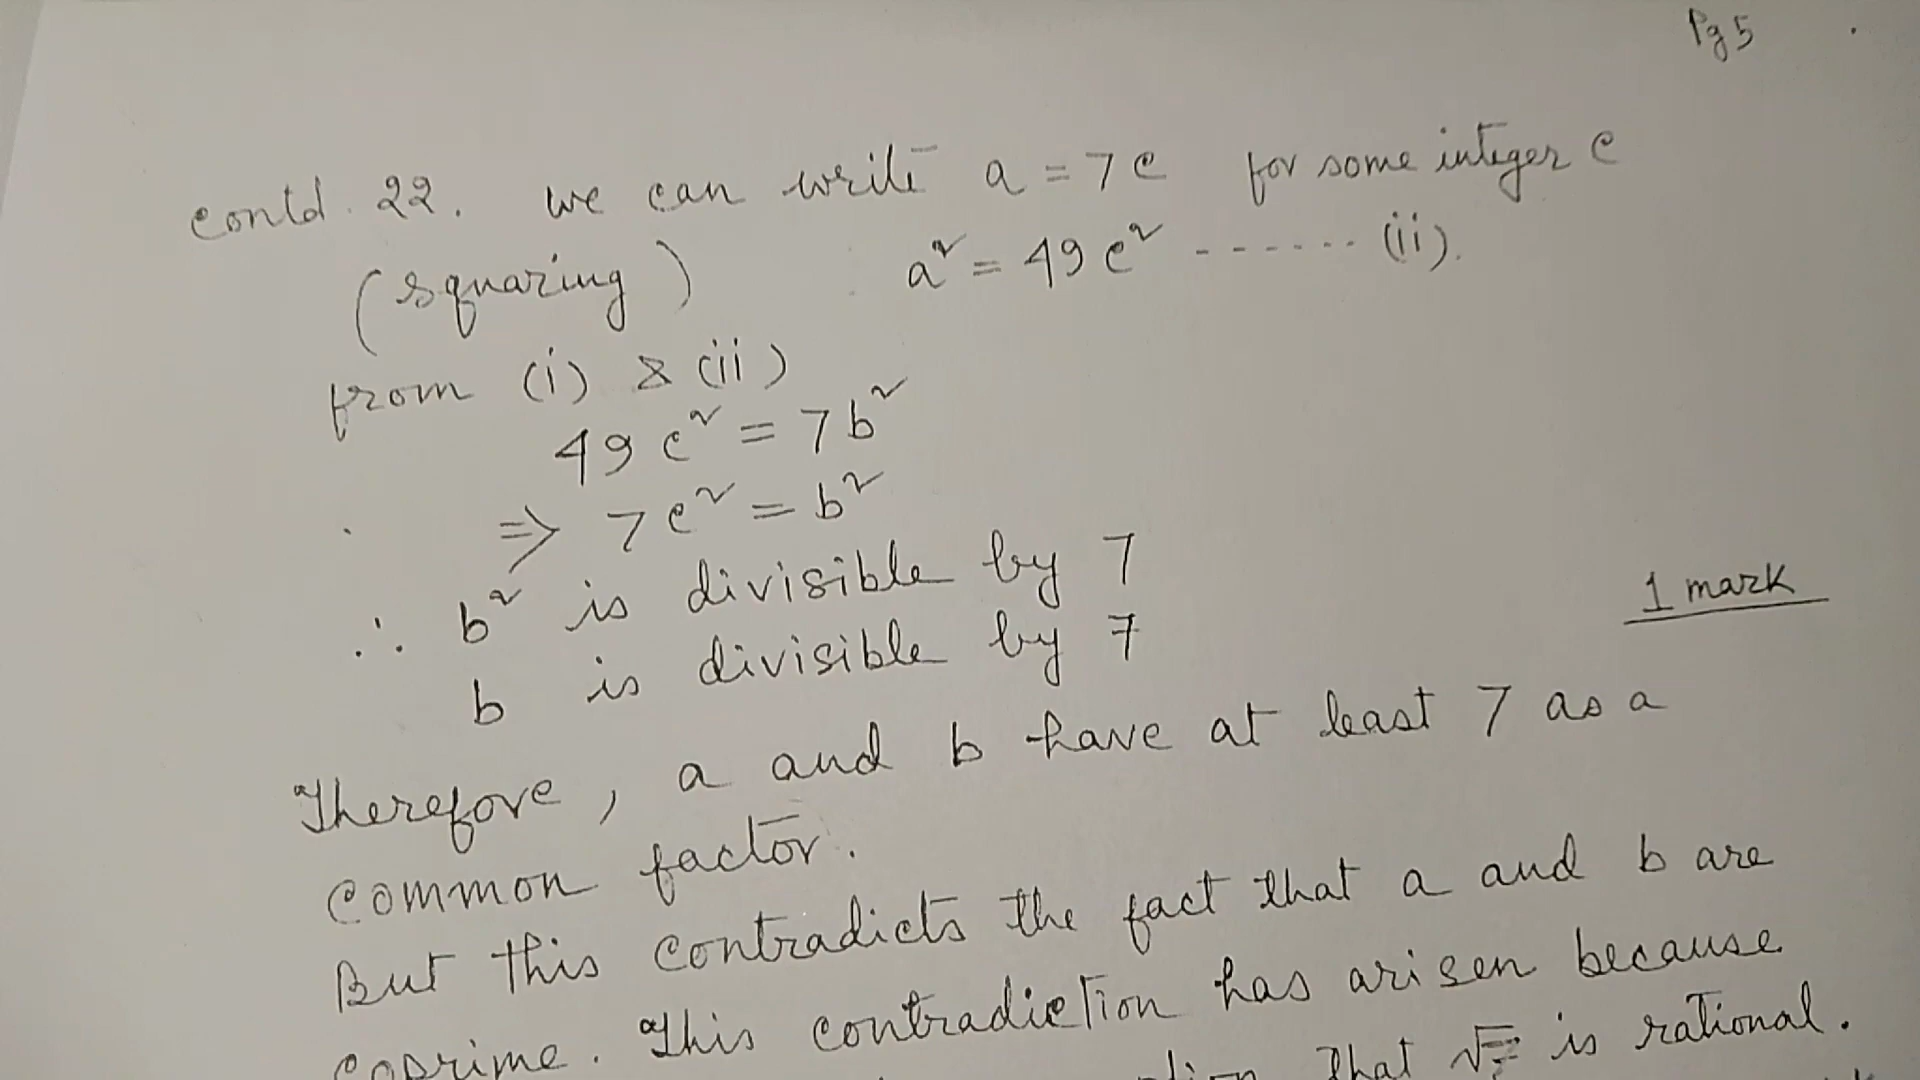 Pg 5
contd. 22. we can write a = 7c for some integer c
(squaring) a² = 49c² ------- (ii).
from (i) & (ii)
49c² = 7b²
⇒ 7c² = b²
∴ b² is divisible by 7
1 mark
b is divisible by 7
Therefore, a and b have at least 7 as a
common factor.
But this contradicts the fact that a and b are
coprime. This contradiction has arisen because
that √7 is rational.